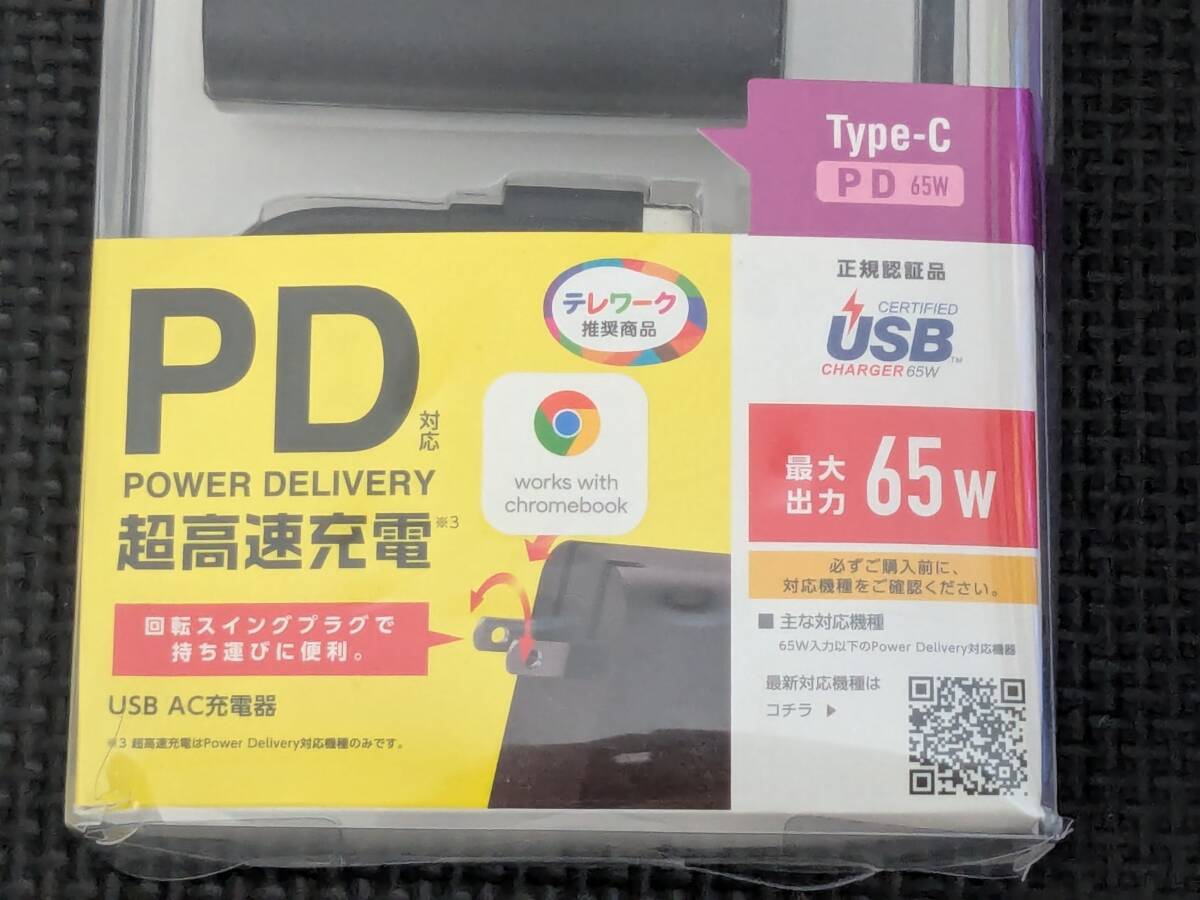 Type-C
PD 65W
PD対応
POWER DELIVERY
超高速充電※3
テレワーク
推奨商品
works with
chromebook
回転スイングプラグで
持ち運びに便利。
USB AC充電器
※3 超高速充電はPower Delivery対応機種のみです。
正規認証品
CERTIFIED
USB™
CHARGER 65W
最大
出力 65W
必ずご購入前に、
対応機種をご確認ください。
■ 主な対応機種
65W入力以下のPower Delivery対応機器
最新対応機種は
コチラ ▶